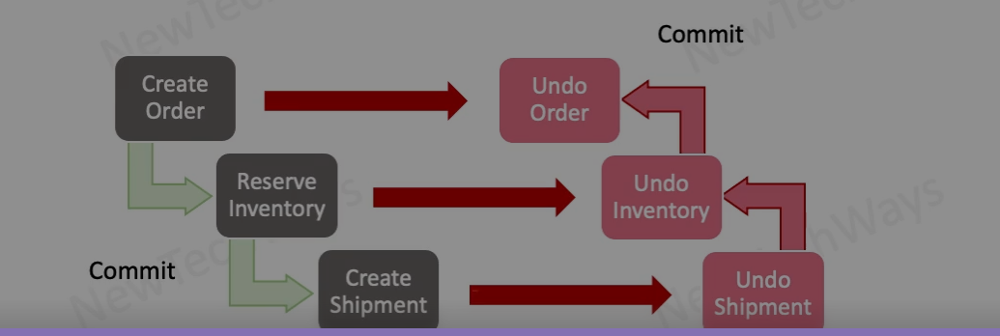 Commit
Create
Order
Undo
Order
Reserve
Inventory
Undo
Inventory
Commit
Create
Shipment
Undo
Shipment